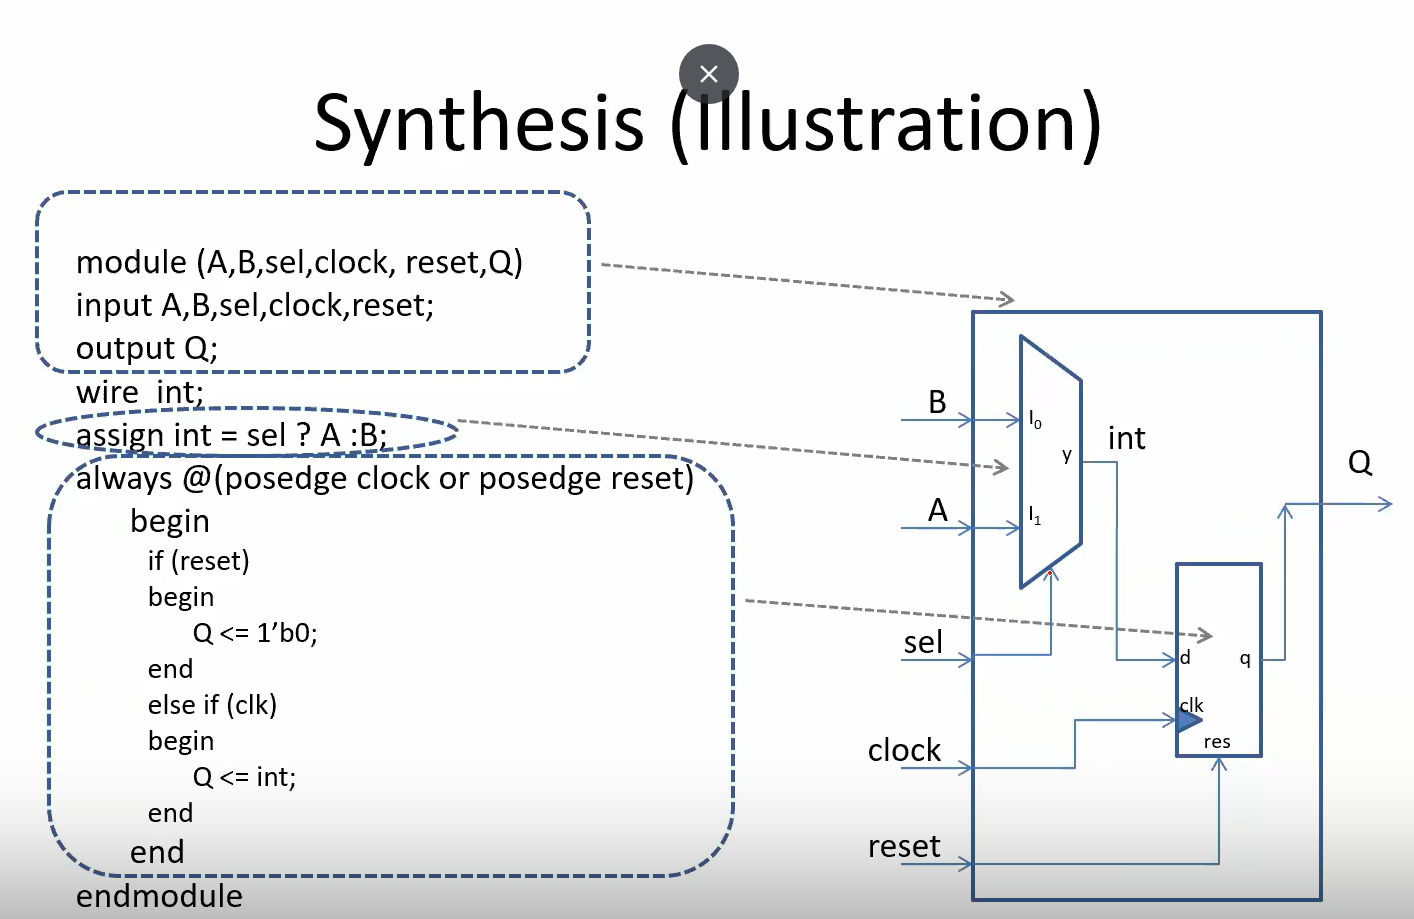 Synthesis (Illustration)
module (A,B,sel,clock, reset,Q)
input A,B,sel,clock,reset;
output Q;
wire  int;
assign int = sel ? A :B;
always @(posedge clock or posedge reset)
begin
if (reset)
begin
Q <= 1’b0;
end
else if (clk)
begin
Q <= int;
end
end
endmodule
B
I0
y
int
Q
A
I1
sel
d
q
clk
res
clock
reset